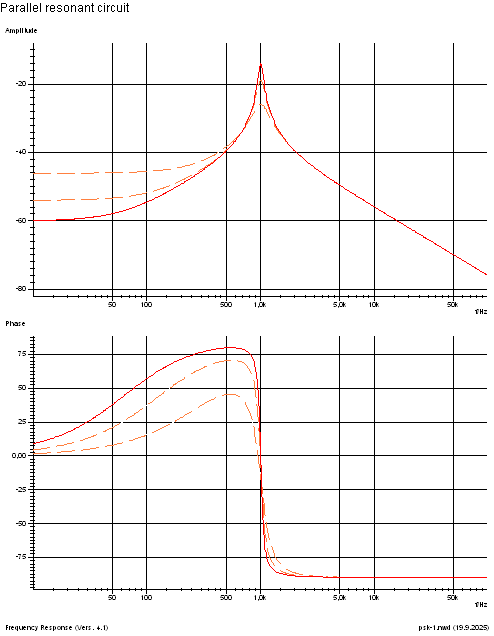 Parallel resonant circuit
Amplitude
-20
-40
-60
-80
50 100 500 1,0k 5,0k 10k 50k
f/Hz
Phase
75
50
25
0,00
-25
-50
-75
50 100 500 1,0k 5,0k 10k 50k
f/Hz
Frequency Response (Vers. 4.1) psk-1.nwd (19.9.2025)